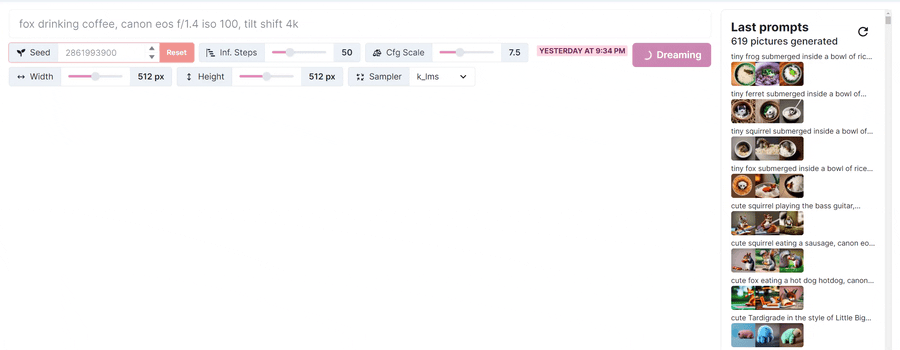 fox drinking coffee, canon eos f/1.4 iso 100, tilt shift 4k
Seed 2861993900 Reset Inf. Steps 50 Cfg Scale 7.5 YESTERDAY AT 9:34 PM Dreaming
Width 512 px Height 512 px Sampler k_lms
Last prompts
619 pictures generated
tiny frog submerged inside a bowl of ric...
tiny ferret submerged inside a bowl of...
tiny squirrel submerged inside a bowl of...
tiny fox submerged inside a bowl of rice...
cute squirrel playing the bass guitar,...
cute squirrel eating a sausage, canon eo...
cute fox eating a hot dog hotdog, canon...
cute Tardigrade in the style of Little Big...